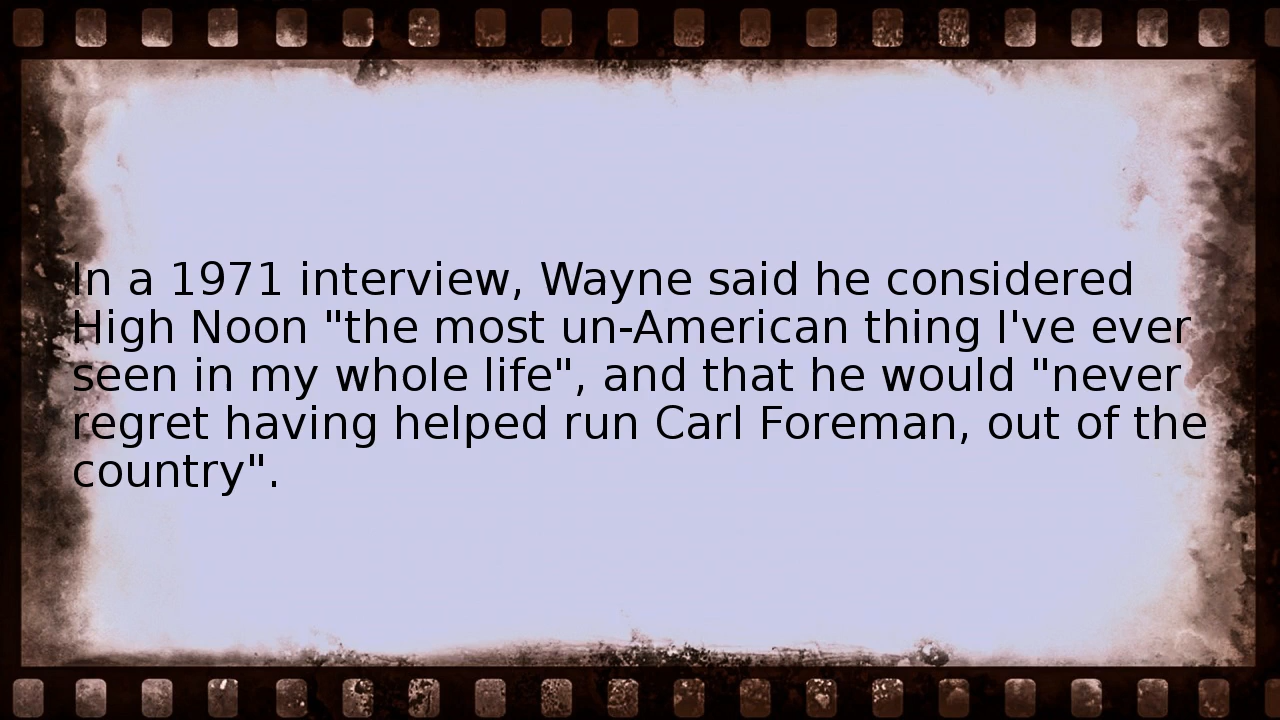 In a 1971 interview, Wayne said he considered
High Noon "the most un-American thing I've ever
seen in my whole life", and that he would "never
regret having helped run Carl Foreman, out of the
country".